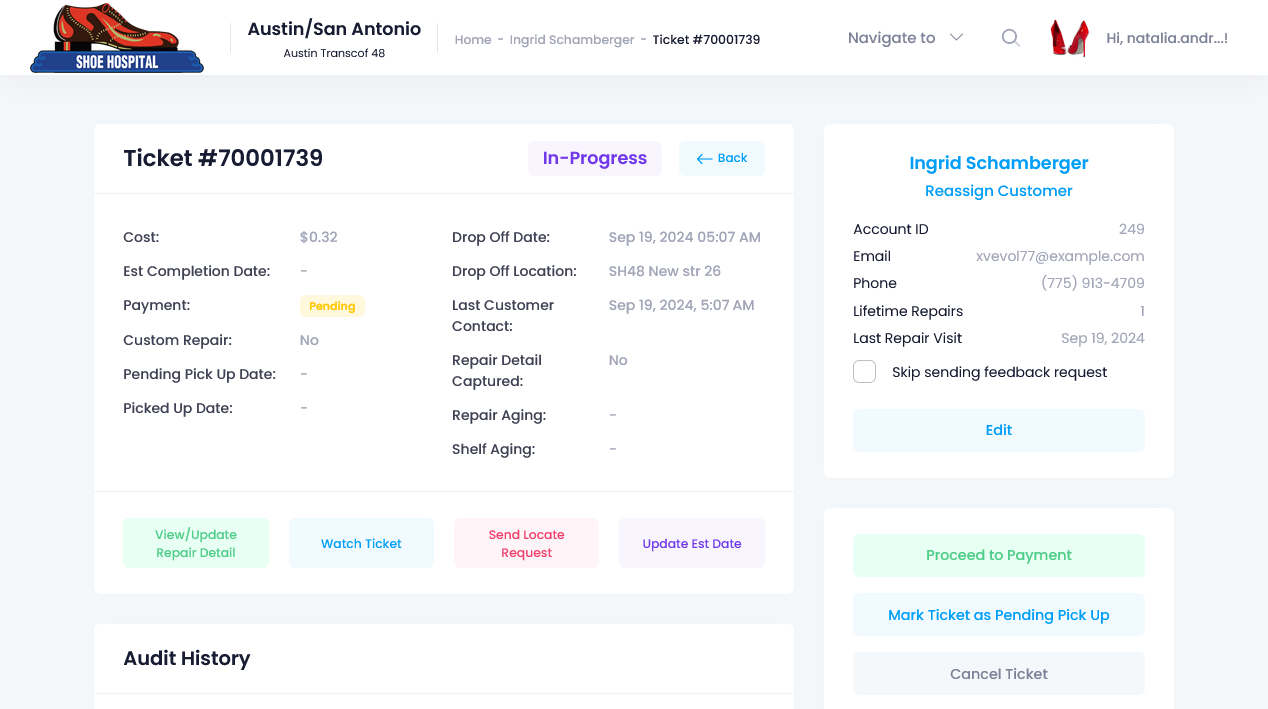 SHOE HOSPITAL
Austin/San Antonio
Austin Transcof 48
Home - Ingrid Schamberger - Ticket #70001739
Navigate to
Hi, natalia.andr...!
Ticket #70001739
In-Progress
Back
Cost: $0.32
Est Completion Date: -
Payment: Pending
Custom Repair: No
Pending Pick Up Date: -
Picked Up Date: -
Drop Off Date: Sep 19, 2024 05:07 AM
Drop Off Location: SH48 New str 26
Last Customer Sep 19, 2024, 5:07 AM
Contact:
Repair Detail No
Captured:
Repair Aging: -
Shelf Aging: -
View/Update
Repair Detail
Watch Ticket
Send Locate
Request
Update Est Date
Audit History
Ingrid Schamberger
Reassign Customer
Account ID 249
Email xvevol77@example.com
Phone (775) 913-4709
Lifetime Repairs 1
Last Repair Visit Sep 19, 2024
Skip sending feedback request
Edit
Proceed to Payment
Mark Ticket as Pending Pick Up
Cancel Ticket